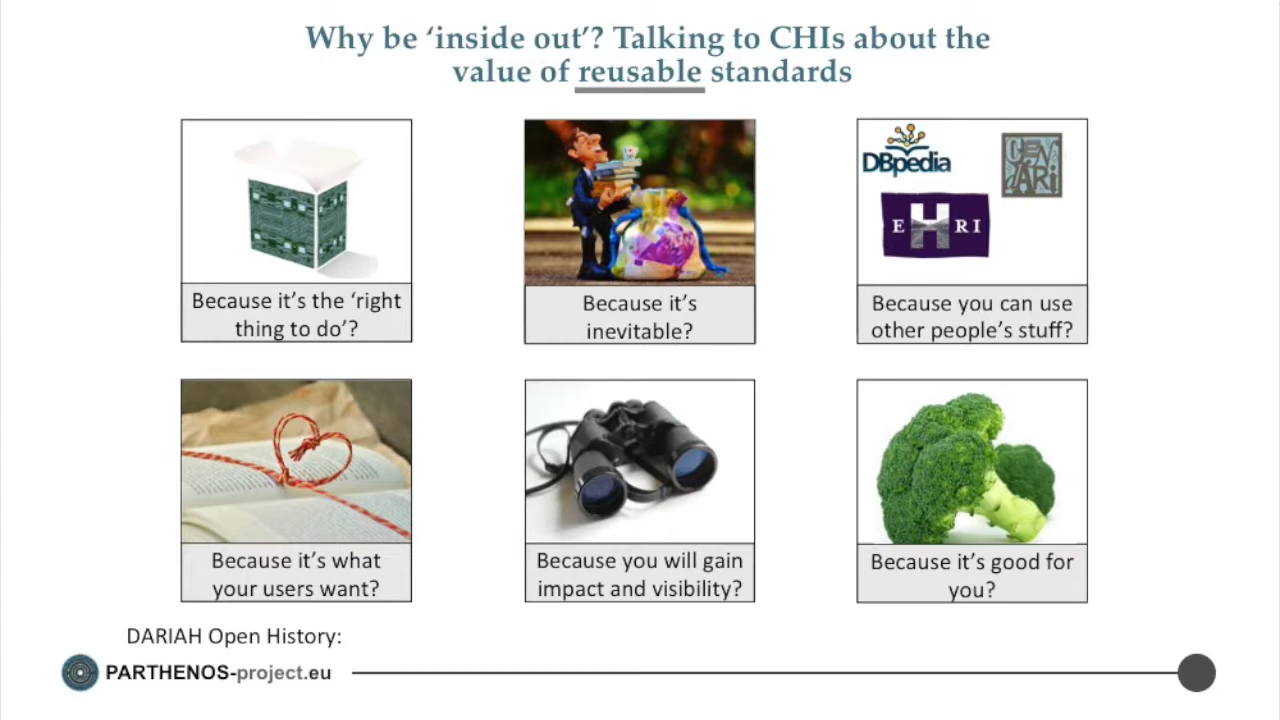 Why be ‘inside out’? Talking to CHIs about the
value of reusable standards
DBpedia
CENDARI
EHRI
Because it’s the ‘right
thing to do’?
Because it’s
inevitable?
Because you can use
other people’s stuff?
Because it’s what
your users want?
Because you will gain
impact and visibility?
Because it’s good for
you?
DARIAH Open History:
PARTHENOS-project.eu